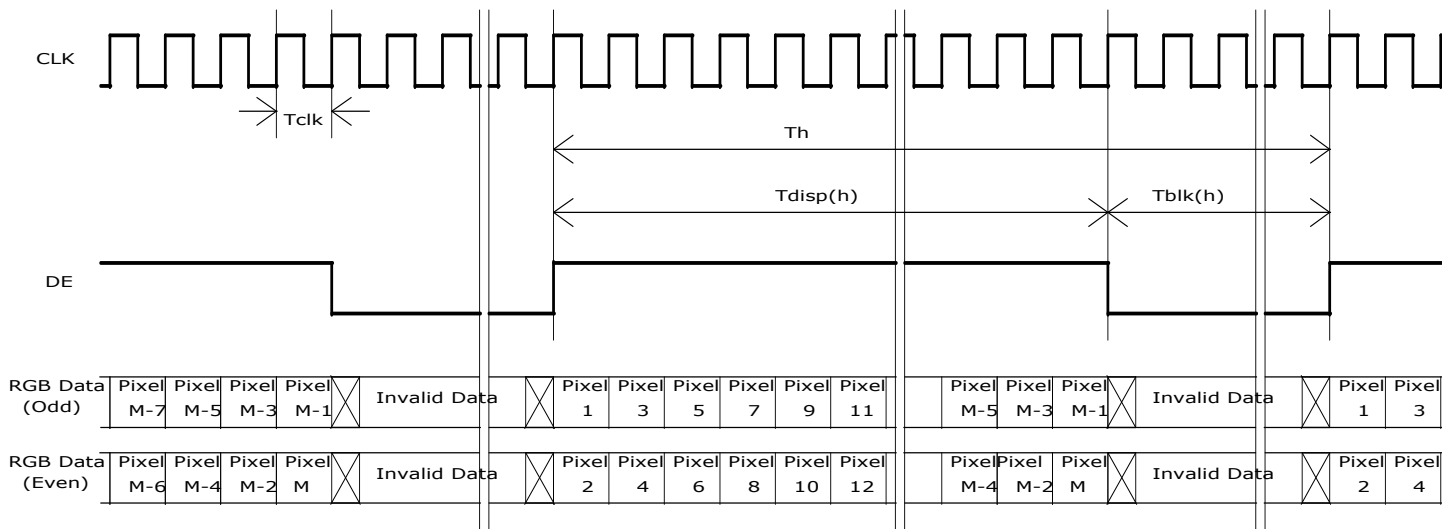 CLK
Tclk
Th
Tdisp(h)
Tblk(h)
DE
RGB Data (Odd)
Pixel M-7
Pixel M-5
Pixel M-3
Pixel M-1
Invalid Data
Pixel 1
Pixel 3
Pixel 5
Pixel 7
Pixel 9
Pixel 11
Pixel M-5
Pixel M-3
Pixel M-1
Invalid Data
Pixel 1
Pixel 3
RGB Data (Even)
Pixel M-6
Pixel M-4
Pixel M-2
Pixel M
Invalid Data
Pixel 2
Pixel 4
Pixel 6
Pixel 8
Pixel 10
Pixel 12
Pixel M-4
Pixel M-2
Pixel M
Invalid Data
Pixel 2
Pixel 4